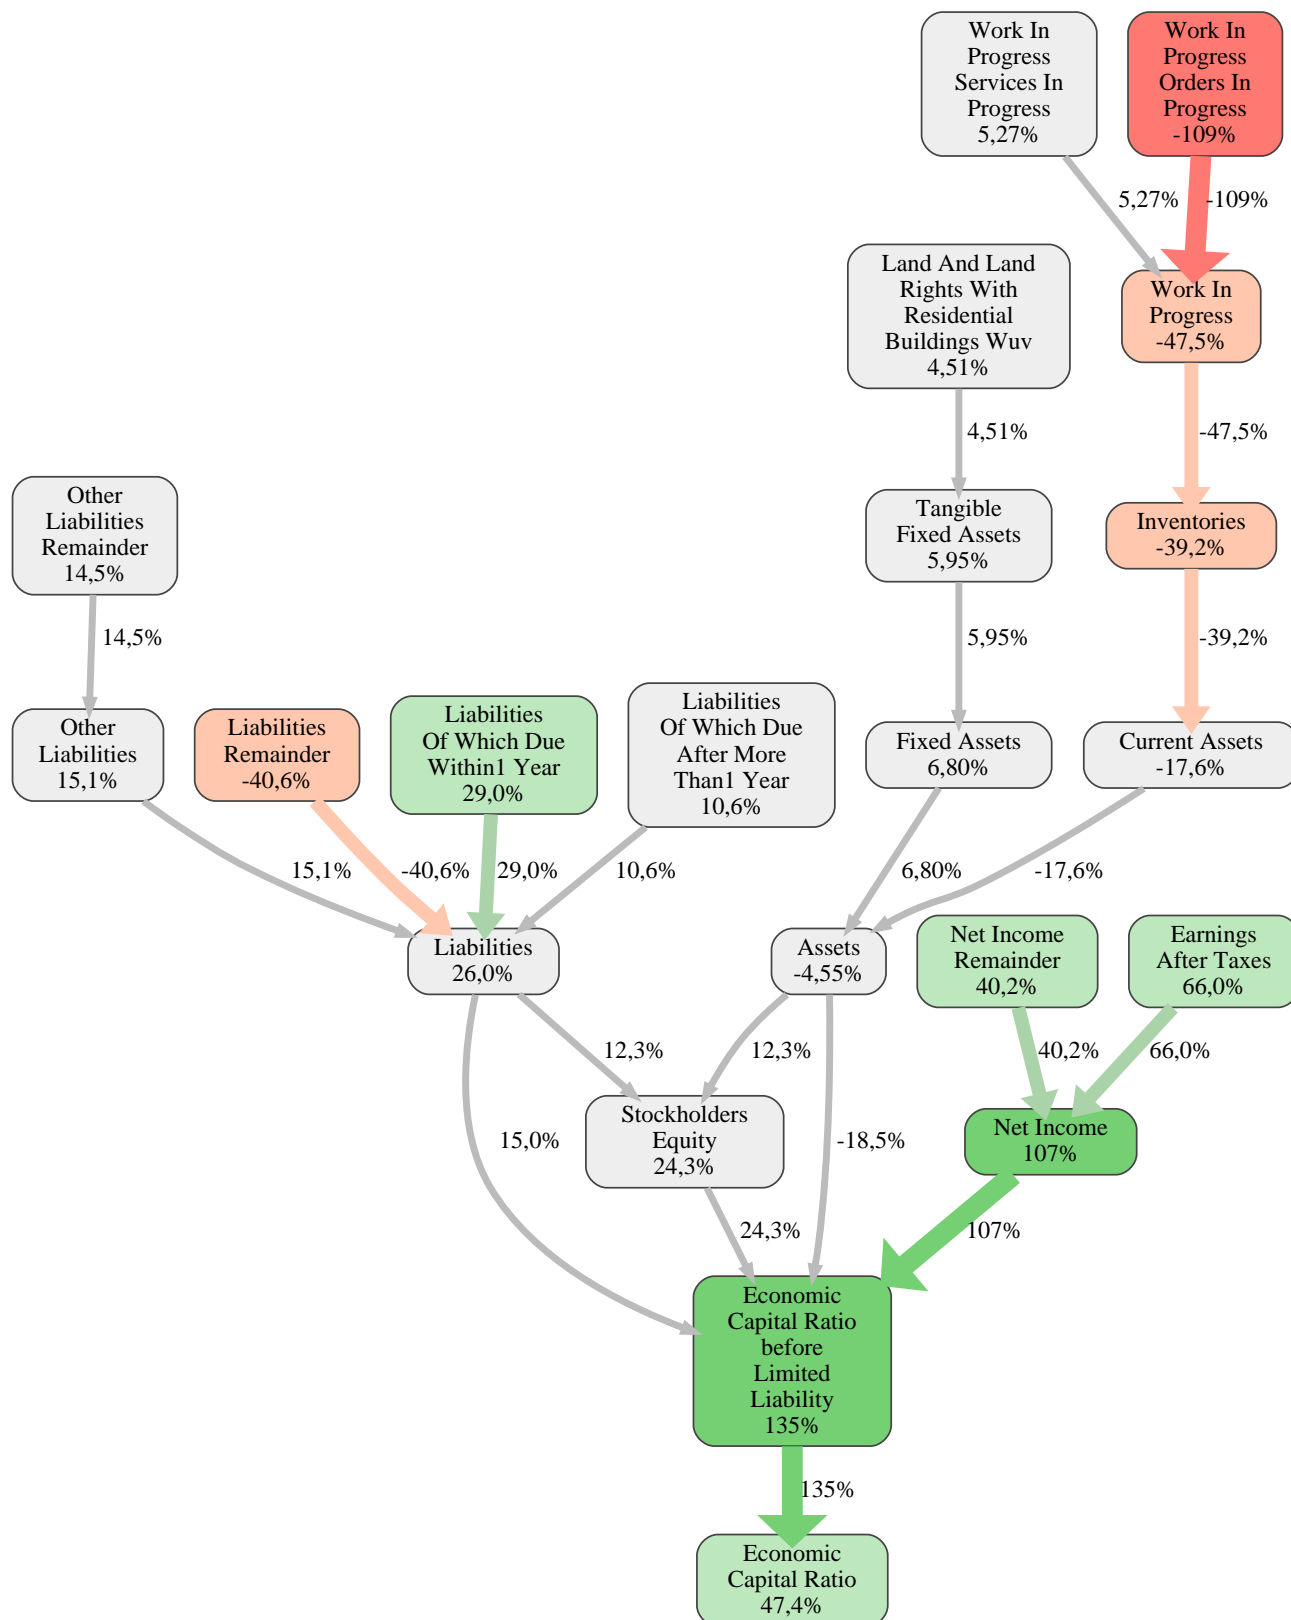 Work In
Progress
Services In
Progress
5,27%
Work In
Progress
Orders In
Progress
-109%
5,27%
-109%
Land And Land
Rights With
Residential
Buildings Wuv
4,51%
Work In
Progress
-47,5%
4,51%
-47,5%
Other
Liabilities
Remainder
14,5%
Tangible
Fixed Assets
5,95%
Inventories
-39,2%
14,5%
5,95%
-39,2%
Other
Liabilities
15,1%
Liabilities
Remainder
-40,6%
Liabilities
Of Which Due
Within1 Year
29,0%
Liabilities
Of Which Due
After More
Than1 Year
10,6%
Fixed Assets
6,80%
Current Assets
-17,6%
15,1%
-40,6%
29,0%
10,6%
6,80%
-17,6%
Liabilities
26,0%
Assets
-4,55%
Net Income
Remainder
40,2%
Earnings
After Taxes
66,0%
12,3%
12,3%
40,2%
66,0%
Stockholders
Equity
24,3%
Net Income
107%
15,0%
-18,5%
24,3%
107%
Economic
Capital Ratio
before
Limited
Liability
135%
135%
Economic
Capital Ratio
47,4%